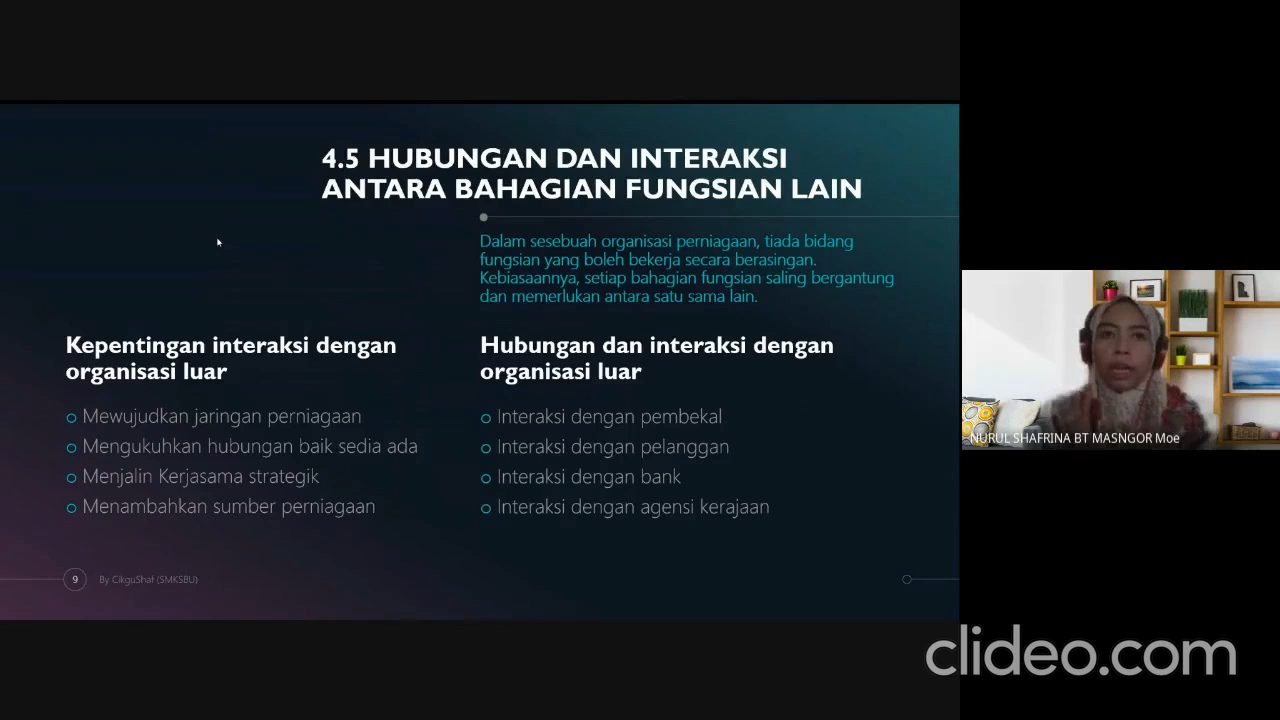 4.5 HUBUNGAN DAN INTERAKSI
ANTARA BAHAGIAN FUNGSIAN LAIN
Dalam sesebuah organisasi perniagaan, tiada bidang
fungsian yang boleh bekerja secara berasingan.
Kebiasaannya, setiap bahagian fungsian saling bergantung
dan memerlukan antara satu sama lain.
Kepentingan interaksi dengan
organisasi luar
Mewujudkan jaringan perniagaan
Mengukuhkan hubungan baik sedia ada
Menjalin Kerjasama strategik
Menambahkan sumber perniagaan
Hubungan dan interaksi dengan
organisasi luar
Interaksi dengan pembekal
Interaksi dengan pelanggan
Interaksi dengan bank
Interaksi dengan agensi kerajaan
9
By CikguShaf (SMKSBU)
NURUL SHAFRINA BT MASNGOR Moe
clideo.com